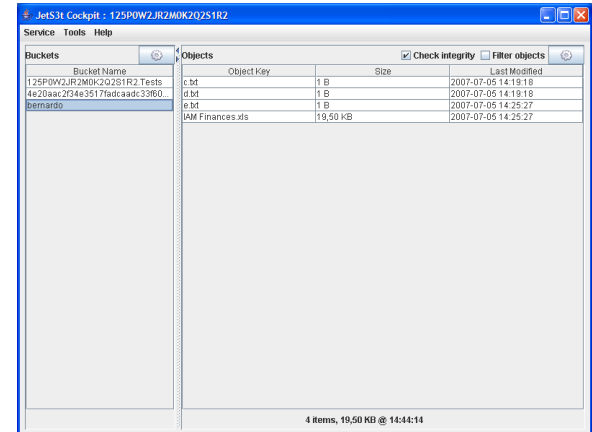 JetS3t Cockpit : 125P0W2JR2M0K2Q2S1R2
Service Tools Help
Buckets
Objects
Check integrity
Filter objects
Bucket Name
125P0W2JR2M0K2Q2S1R2.Tests
4e20aac2f34e3517fadcaadc33f60...
bernardo
Object Key Size Last Modified
c.txt 1 B 2007-07-05 14:19:18
d.txt 1 B 2007-07-05 14:19:18
e.txt 1 B 2007-07-05 14:25:27
IAM Finances.xls 19,50 KB 2007-07-05 14:25:27
4 items, 19,50 KB @ 14:44:14